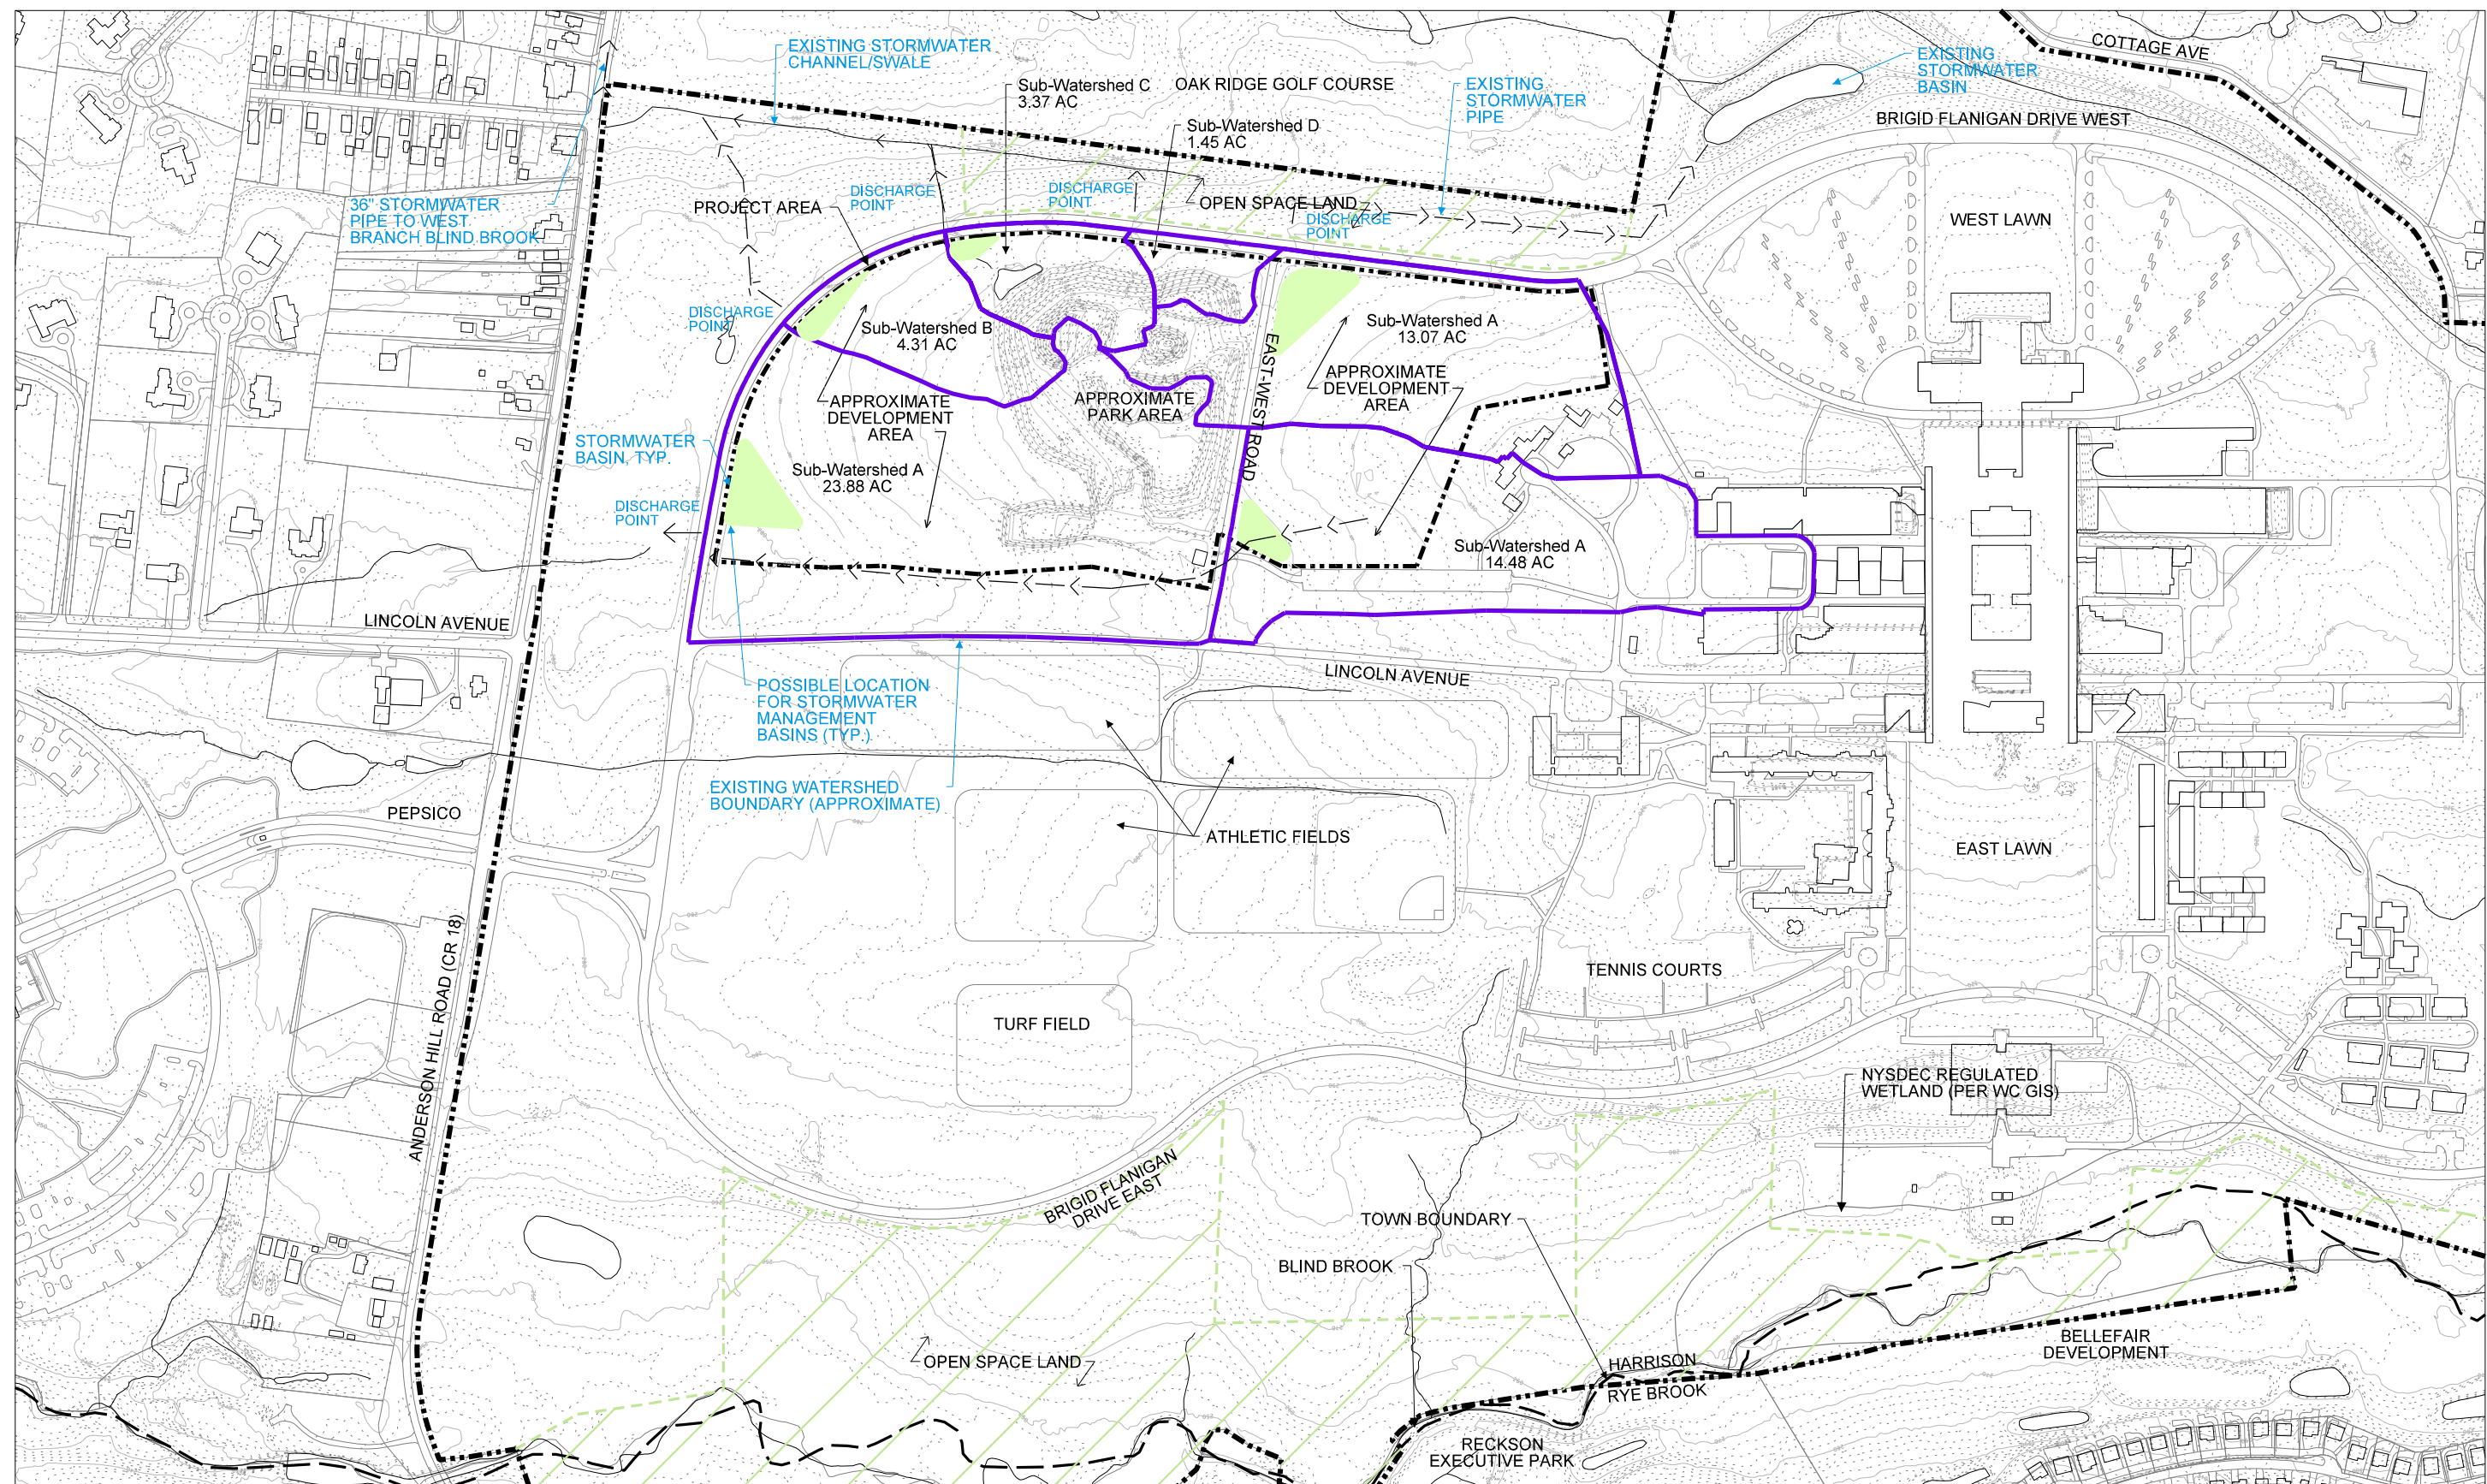 EXISTING STORMWATER
CHANNEL/SWALE
Sub-Watershed C
3.37 AC
OAK RIDGE GOLF COURSE
EXISTING
STORMWATER
PIPE
EXISTING
STORMWATER
BASIN
COTTAGE AVE
Sub-Watershed D
1.45 AC
BRIGID FLANIGAN DRIVE WEST
36" STORMWATER
PIPE TO WEST
BRANCH BLIND BROOK
PROJECT AREA
DISCHARGE
POINT
DISCHARGE
POINT
OPEN SPACE LAND
DISCHARGE
POINT
WEST LAWN
DISCHARGE
POINT
Sub-Watershed B
4.31 AC
Sub-Watershed A
13.07 AC
EAST-WEST ROAD
APPROXIMATE
DEVELOPMENT
AREA
APPROXIMATE
PARK AREA
APPROXIMATE
DEVELOPMENT
AREA
STORMWATER
BASIN, TYP.
Sub-Watershed A
23.88 AC
DISCHARGE
POINT
Sub-Watershed A
14.48 AC
LINCOLN AVENUE
LINCOLN AVENUE
POSSIBLE LOCATION
FOR STORMWATER
MANAGEMENT
BASINS (TYP.)
EXISTING WATERSHED
BOUNDARY (APPROXIMATE)
PEPSICO
ATHLETIC FIELDS
EAST LAWN
ANDERSON HILL ROAD (CR 18)
TENNIS COURTS
TURF FIELD
NYSDEC REGULATED
WETLAND (PER WC GIS)
BRIGID FLANIGAN
DRIVE EAST
TOWN BOUNDARY
BLIND BROOK
OPEN SPACE LAND
HARRISON
RYE BROOK
BELLEFAIR
DEVELOPMENT
RECKSON
EXECUTIVE PARK